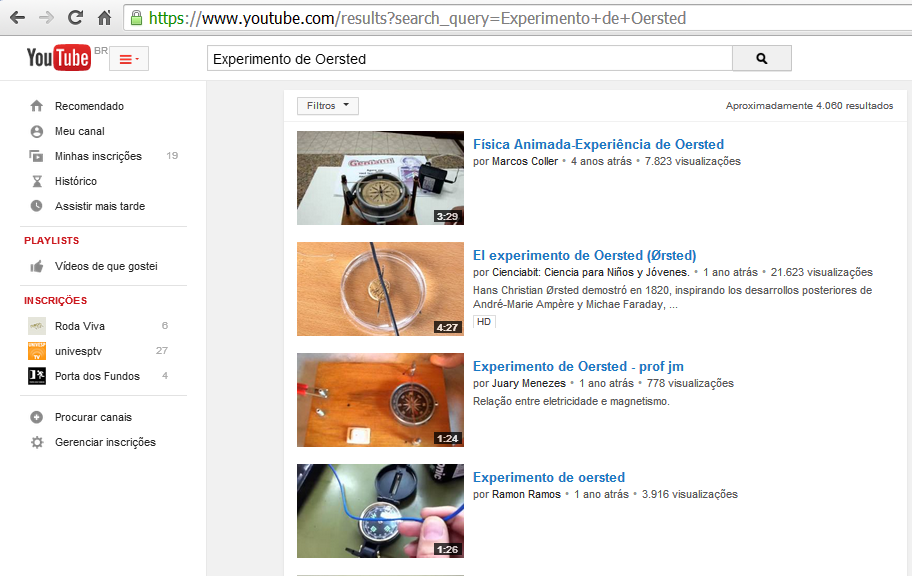 https://www.youtube.com/results?search_query=Experimento+de+Oersted
YouTube BR
Experimento de Oersted
Recomendado
Meu canal
Minhas inscrições 19
Histórico
Assistir mais tarde
PLAYLISTS
Vídeos de que gostei
INSCRIÇÕES
Roda Viva 6
univesptv 27
Porta dos Fundos 4
Procurar canais
Gerenciar inscrições
Filtros
Aproximadamente 4.060 resultados
3:29
Física Animada-Experiência de Oersted
por Marcos Coller • 4 anos atrás • 7.823 visualizações
4:27
El experimento de Oersted (Ørsted)
por Cienciabit: Ciencia para Niños y Jóvenes. • 1 ano atrás • 21.623 visualizações
Hans Christian Ørsted demostró en 1820, inspirando los desarrollos posteriores de
André-Marie Ampère y Michae Faraday, ...
HD
1:24
Experimento de Oersted - prof jm
por Juary Menezes • 1 ano atrás • 778 visualizações
Relação entre eletricidade e magnetismo.
1:26
Experimento de oersted
por Ramon Ramos • 1 ano atrás • 3.916 visualizações